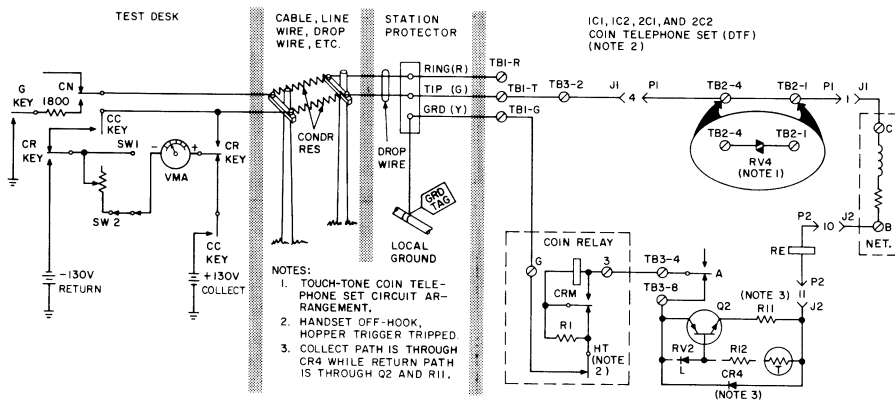 TEST DESK
CABLE, LINE
WIRE, DROP
WIRE, ETC.
STATION
PROTECTOR
1C1, 1C2, 2C1, AND 2C2
COIN TELEPHONE SET (DTF)
(NOTE 2)
G
KEY
1800
CN
CC
KEY
CR
KEY
SW1
SW 2
VMA
- +
CR
KEY
CC
KEY
-130V
RETURN
+130V
COLLECT
CONDR
RES
DROP
WIRE
RING(R)
TIP (G)
GRD (Y)
GRD
TAG
LOCAL
GROUND
TB1-R
TB1-T
TB1-G
TB3-2
J1
4
P1
TB2-4
TB2-1
P1
1
J1
TB2-4
TB2-1
RV4
(NOTE 1)
C
B
NET.
P2
10
J2
RE
P2
11
J2
COIN RELAY
G
3
CRM
R1
HT
(NOTE
2)
TB3-4
A
TB3-8
Q2
(NOTE 3)
R11
RV2
L
R12
T
CR4
(NOTE 3)
NOTES:
1. TOUCH-TONE COIN TELE-
PHONE SET CIRCUIT AR-
RANGEMENT.
2. HANDSET OFF-HOOK,
HOPPER TRIGGER TRIPPED.
3. COLLECT PATH IS THROUGH
CR4 WHILE RETURN PATH
IS THROUGH Q2 AND R11.